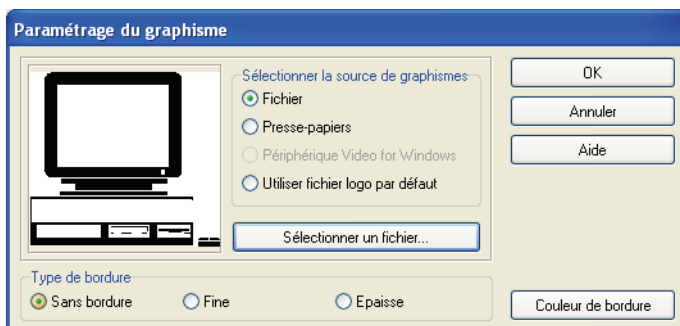 Paramétrage du graphisme
Sélectionner la source de graphismes
Fichier
Presse-papiers
Périphérique Video for Windows
Utiliser fichier logo par défaut
Sélectionner un fichier...
OK
Annuler
Aide
Type de bordure
Sans bordure
Fine
Epaisse
Couleur de bordure